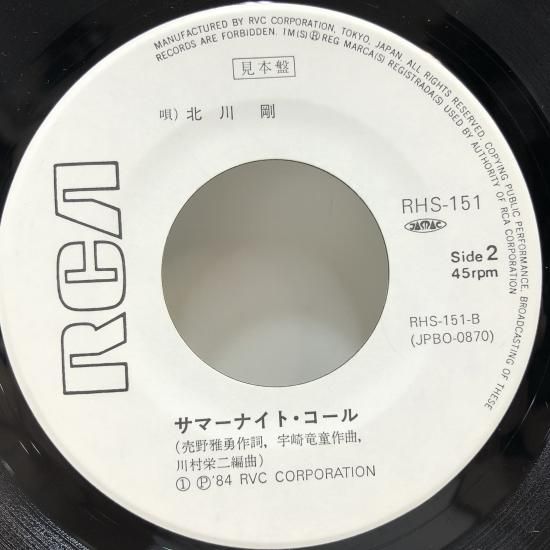 MANUFACTURED BY RVC CORPORATION, TOKYO, JAPAN. ALL RIGHTS RESERVED. COPYING PUBLIC PERFORMANCE, BROADCASTING OF THESE
RECORDS ARE FORBIDDEN. TM(S) Ⓡ REG MARCA(S) REGISTRADA(S) USED BY AUTHORITY OF RCA CORPORATION
見本盤
唄) 北川 剛
RCA
RHS-151
JASRAC
Side 2
45rpm
RHS-151-B
(JPBO-0870)
サマーナイト・コール
(売野雅勇作詞, 宇崎竜童作曲,
川村栄二編曲)
① Ⓟ'84 RVC CORPORATION